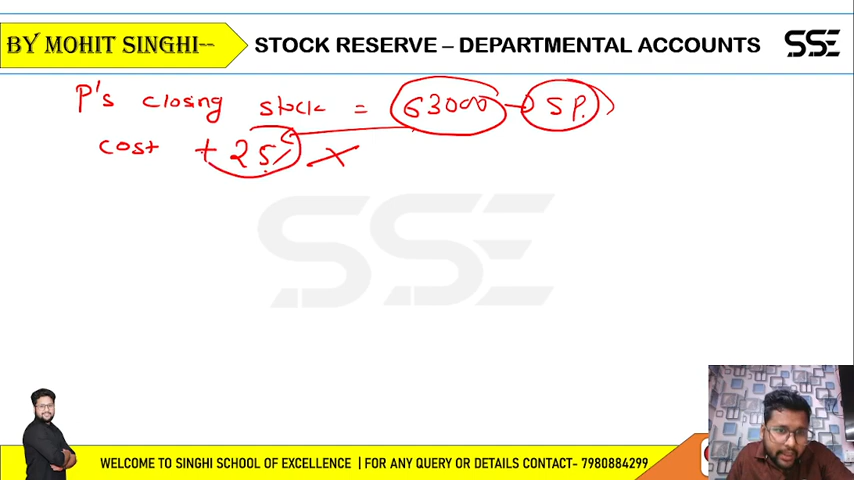 BY MOHIT SINGHI--
STOCK RESERVE – DEPARTMENTAL ACCOUNTS
SSE
P's closing stock = 63000 → S.P.
cost + 25% X
SSE
WELCOME TO SINGHI SCHOOL OF EXCELLENCE | FOR ANY QUERY OR DETAILS CONTACT- 7980884299